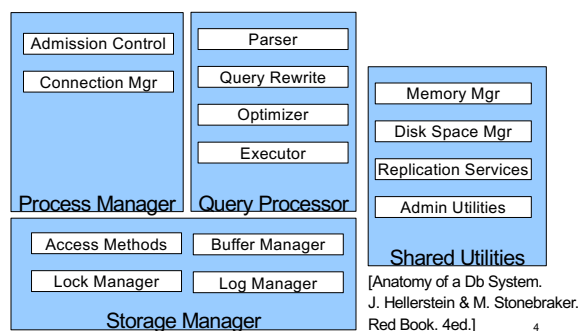 Admission Control
Connection Mgr
Process Manager
Parser
Query Rewrite
Optimizer
Executor
Query Processor
Memory Mgr
Disk Space Mgr
Replication Services
Admin Utilities
Shared Utilities
Access Methods
Buffer Manager
Lock Manager
Log Manager
Storage Manager
[Anatomy of a Db System.
J. Hellerstein & M. Stonebraker.
Red Book. 4ed.]
4